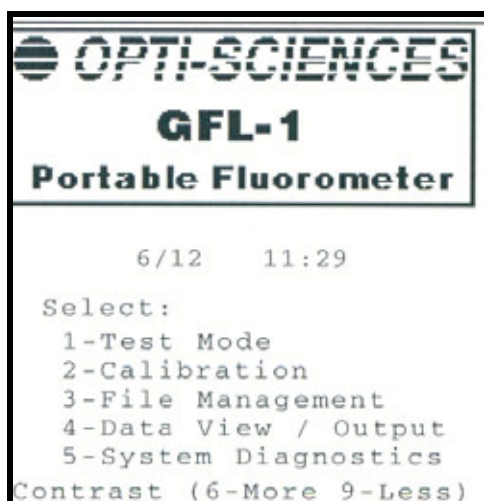 OPTI-SCIENCES
GFL-1
Portable Fluorometer
6/12 11:29
Select:
1-Test Mode
2-Calibration
3-File Management
4-Data View / Output
5-System Diagnostics
Contrast (6-More 9-Less)